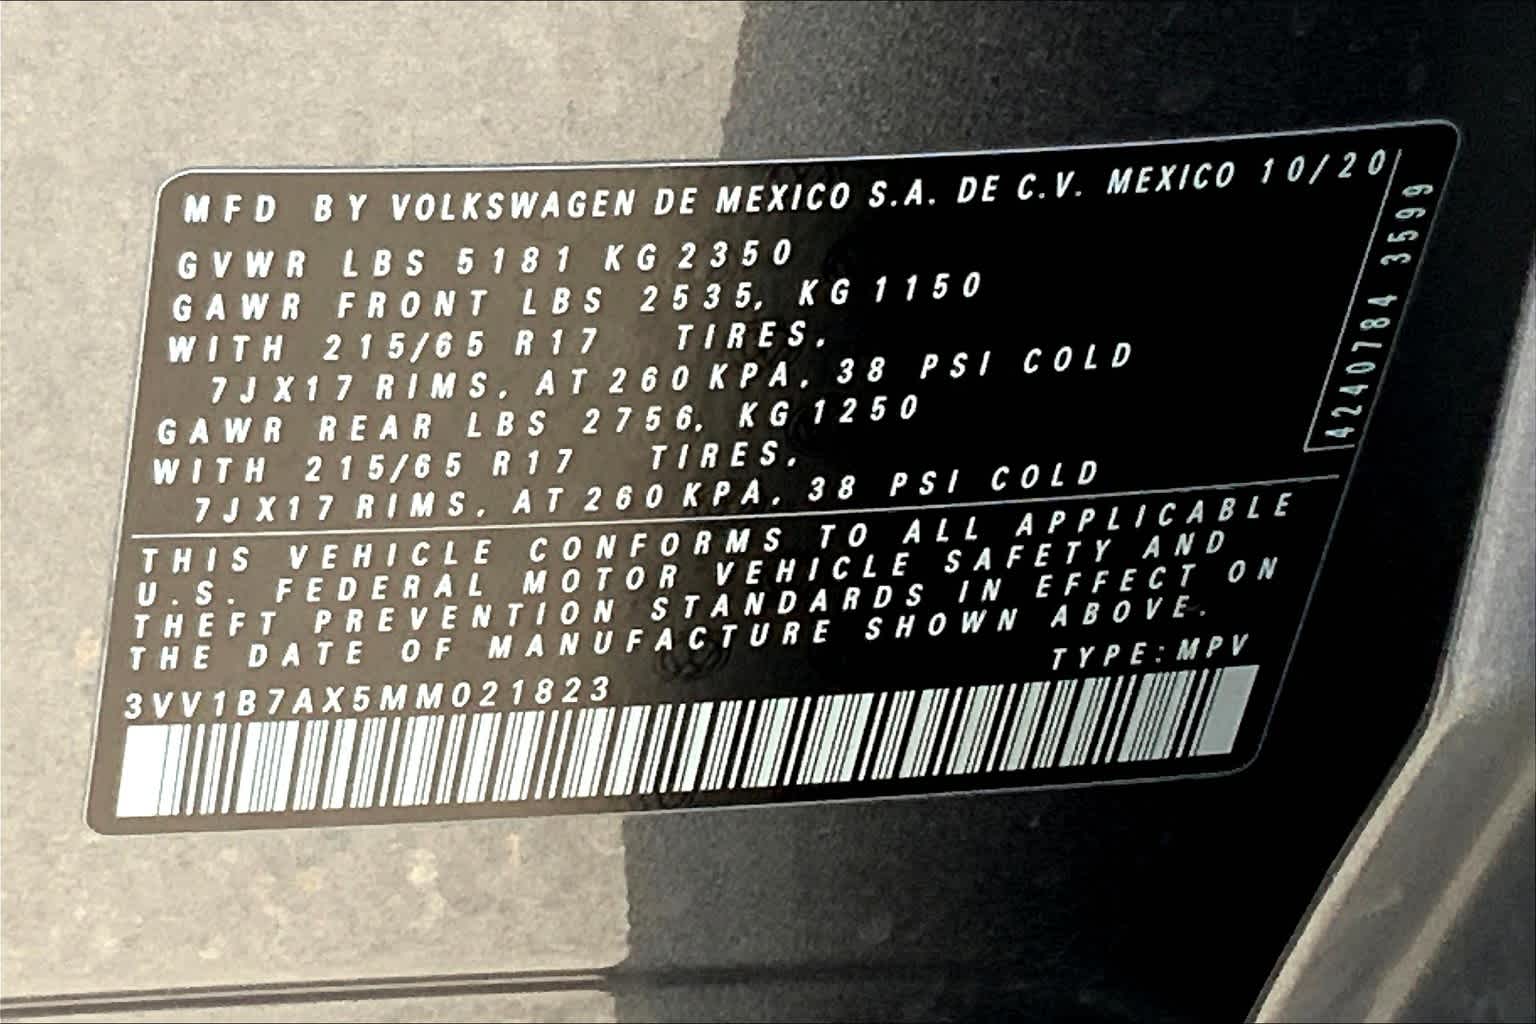 MFD BY VOLKSWAGEN DE MEXICO S.A. DE C.V. MEXICO 10/20
GVWR LBS 5181 KG 2350
GAWR FRONT LBS 2535, KG 1150
WITH 215/65 R17 TIRES,
7JX17 RIMS, AT 260 KPA, 38 PSI COLD
GAWR REAR LBS 2756, KG 1250
WITH 215/65 R17 TIRES,
7JX17 RIMS, AT 260 KPA, 38 PSI COLD
4240784 3599
THIS VEHICLE CONFORMS TO ALL APPLICABLE
U.S. FEDERAL MOTOR VEHICLE SAFETY AND
THEFT PREVENTION STANDARDS IN EFFECT ON
THE DATE OF MANUFACTURE SHOWN ABOVE.
TYPE:MPV
3VV1B7AX5MM021823